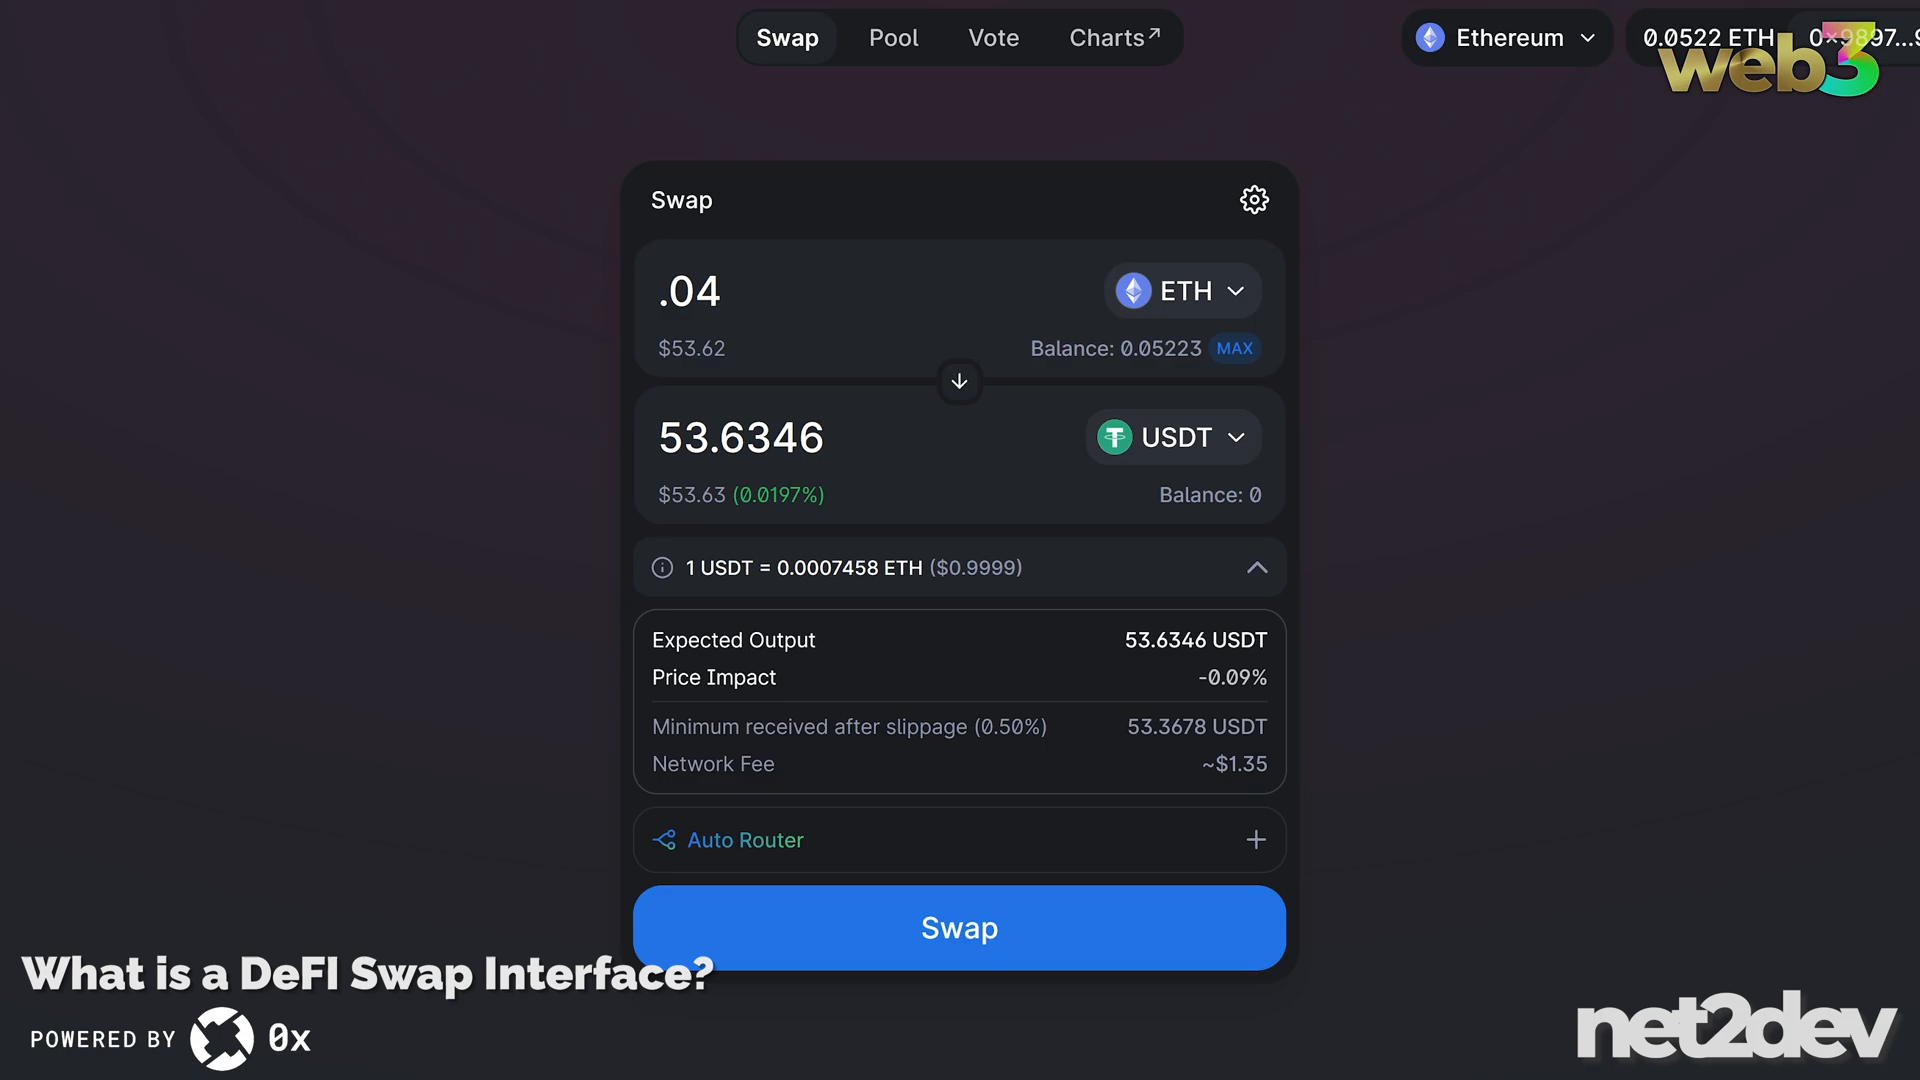 Swap Pool Vote Charts↗ Ethereum 0.0522 ETH 0×9897...9
web3
Swap
.04 ETH
$53.62 Balance: 0.05223 MAX
53.6346 USDT
$53.63 (0.0197%) Balance: 0
1 USDT = 0.0007458 ETH ($0.9999)
Expected Output 53.6346 USDT
Price Impact -0.09%
Minimum received after slippage (0.50%) 53.3678 USDT
Network Fee ~$1.35
Auto Router
Swap
What is a DeFI Swap Interface?
POWERED BY 0x
net2dev